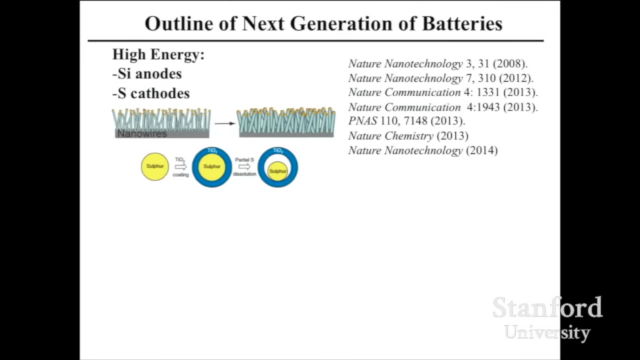 Outline of Next Generation of Batteries
High Energy:
-Si anodes
-S cathodes
Nature Nanotechnology 3, 31 (2008).
Nature Nanotechnology 7, 310 (2012).
Nature Communication 4: 1331 (2013).
Nature Communication 4:1943 (2013).
PNAS 110, 7148 (2013).
Nature Chemistry (2013)
Nature Nanotechnology (2014)
Nanowires
Sulphur
TiO₂
coating
TiO₂
Sulphur
Partial S
dissolution
TiO₂
Sulphur
Stanford
University